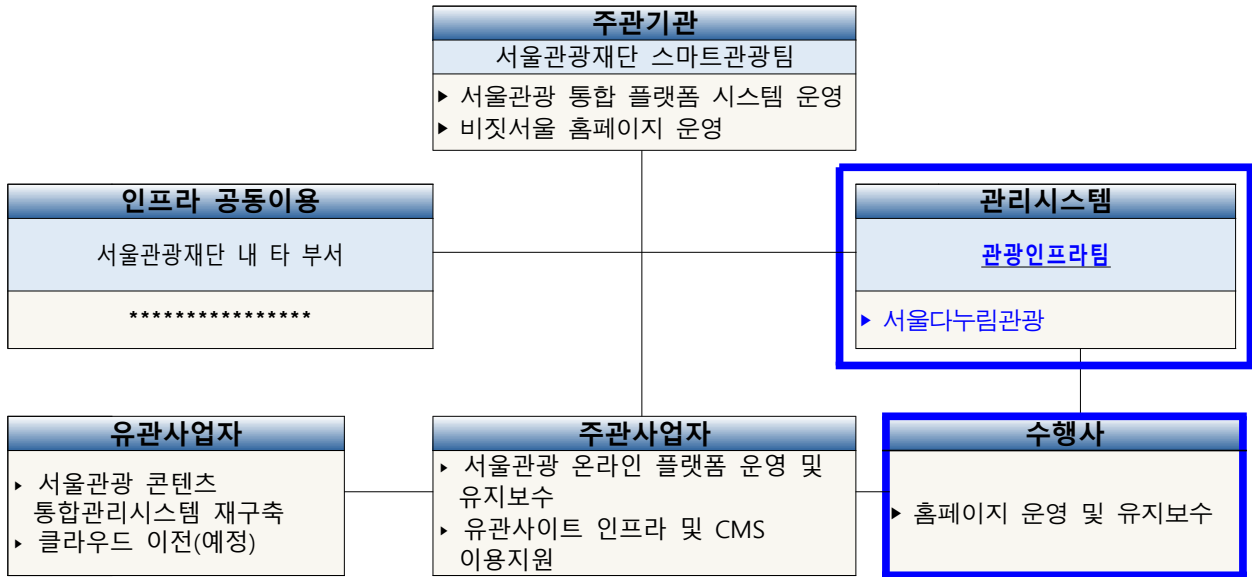 주관기관
서울관광재단 스마트관광팀
▶ 서울관광 통합 플랫폼 시스템 운영
▶ 비짓서울 홈페이지 운영
인프라 공동이용
서울관광재단 내 타 부서
****************
관리시스템
관광인프라팀
▶ 서울다누림관광
유관사업자
▶ 서울관광 콘텐츠
통합관리시스템 재구축
▶ 클라우드 이전(예정)
주관사업자
▶ 서울관광 온라인 플랫폼 운영 및
유지보수
▶ 유관사이트 인프라 및 CMS
이용지원
수행사
▶ 홈페이지 운영 및 유지보수